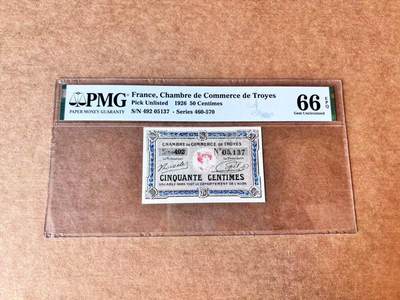 PMG
PAPER MONEY GUARANTY
France, Chambre de Commerce de Troyes
Pick Unlisted 1926 50 Centimes
S/N 492 05137 - Series 460-570
66 EPQ
Gem Uncirculated
CHAMBRE DE COMMERCE DE TROYES
492 N° 05,137
CINQUANTE CENTIMES